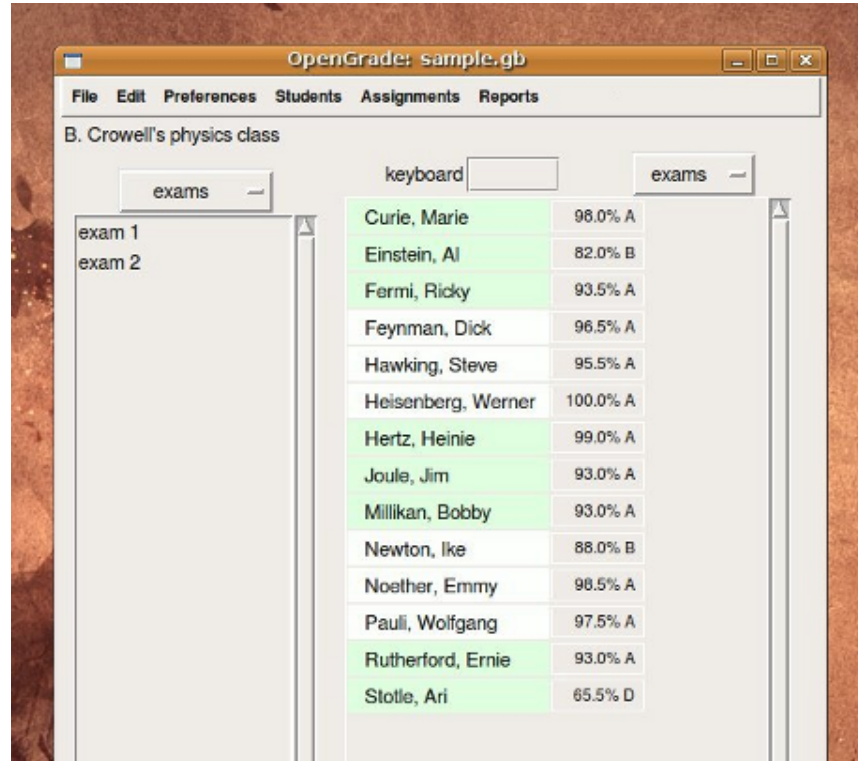 OpenGrade: sample.gb
File Edit Preferences Students Assignments Reports
B. Crowell's physics class
exams
keyboard
exams
exam 1
exam 2
Curie, Marie 98.0% A
Einstein, Al 82.0% B
Fermi, Ricky 93.5% A
Feynman, Dick 96.5% A
Hawking, Steve 95.5% A
Heisenberg, Werner 100.0% A
Hertz, Heinie 99.0% A
Joule, Jim 93.0% A
Millikan, Bobby 93.0% A
Newton, Ike 88.0% B
Noether, Emmy 98.5% A
Pauli, Wolfgang 97.5% A
Rutherford, Ernie 93.0% A
Stotle, Ari 65.5% D